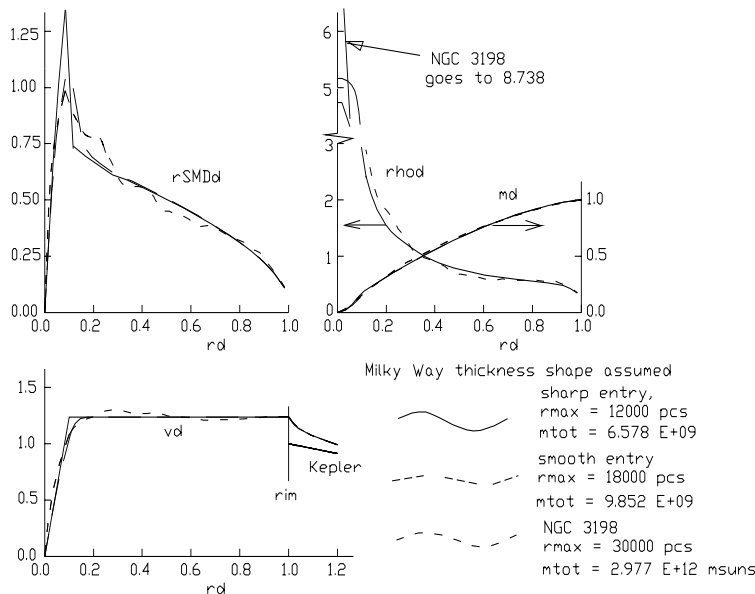 1.25
1.00
0.75
0.50
0.25
0.00
0.0 0.2 0.4 0.6 0.8 1.0
rd
rSMDd
6
5
3
2
1
0
0.0 0.2 0.4 0.6 0.8 1.0
rd
1.0
0.5
0.0
NGC 3198
goes to 8.738
rhod
md
1.5
1.0
0.5
0.0
0.0 0.2 0.4 0.6 0.8 1.0 1.2
rd
vd
rim
Kepler
Milky Way thickness shape assumed
sharp entry,
rmax = 12000 pcs
mtot = 6.578 E+09
smooth entry
rmax = 18000 pcs
mtot = 9.852 E+09
NGC 3198
rmax = 30000 pcs
mtot = 2.977 E+12 msuns